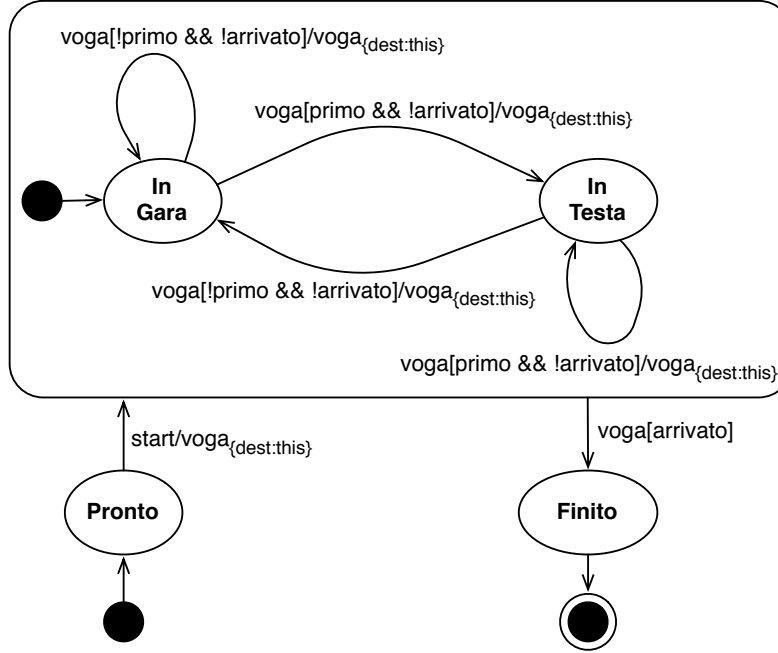 voga[!primo && !arrivato]/voga{dest:this}
voga[primo && !arrivato]/voga{dest:this}
In
Gara
In
Testa
voga[!primo && !arrivato]/voga{dest:this}
voga[primo && !arrivato]/voga{dest:this}
start/voga{dest:this}
voga[arrivato]
Pronto
Finito